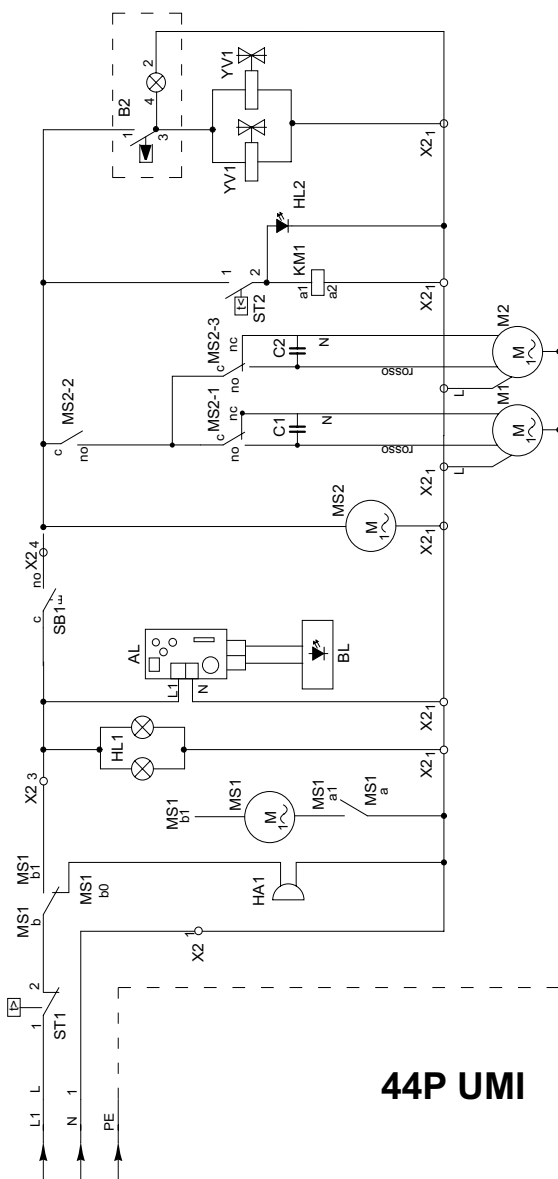 B2
1
3
4
2
YV1
YV1
X2 1
HL2
1
2
t<
ST2
KM1
a1
a2
X2 1
MS2-2
c
no
MS2-3
c
no
nc
C2
N
rosso
M2
M
1
L
X2 1
MS2-1
c
no
nc
C1
N
rosso
M1
M
1
L
X2 1
MS2
M
1
X2 1
X2 4
no
c
SB1
AL
L1
N
BL
X2 1
HL1
X2 1
X2 3
MS1
b1
MS1
M
1
MS1
a1
MS1
a
MS1
b1
MS1
b
MS1
b0
HA1
X2 1
t>
1
2
ST1
L1
L
N
1
PE
44P UMI